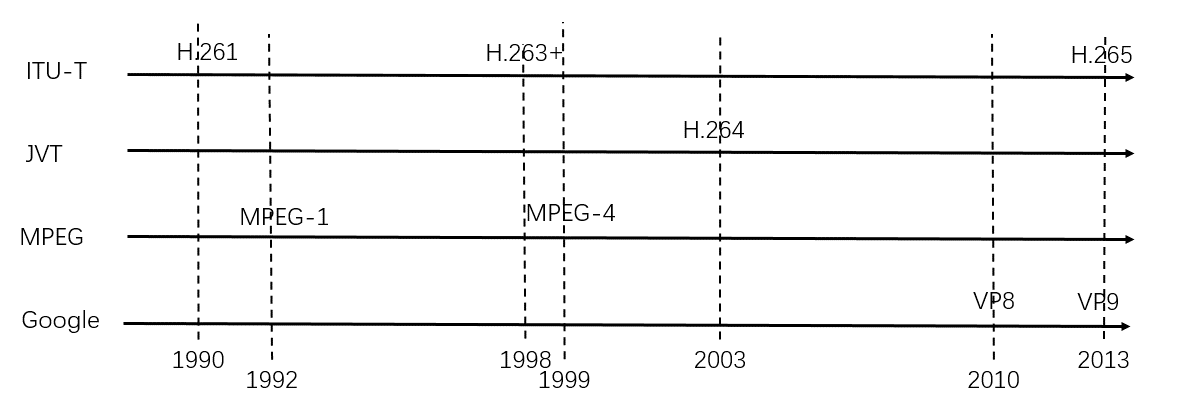 H.261
H.263+
H.265
ITU-T
H.264
JVT
MPEG-1
MPEG-4
MPEG
VP8
VP9
Google
1990
1998
2003
2013
1992
1999
2010